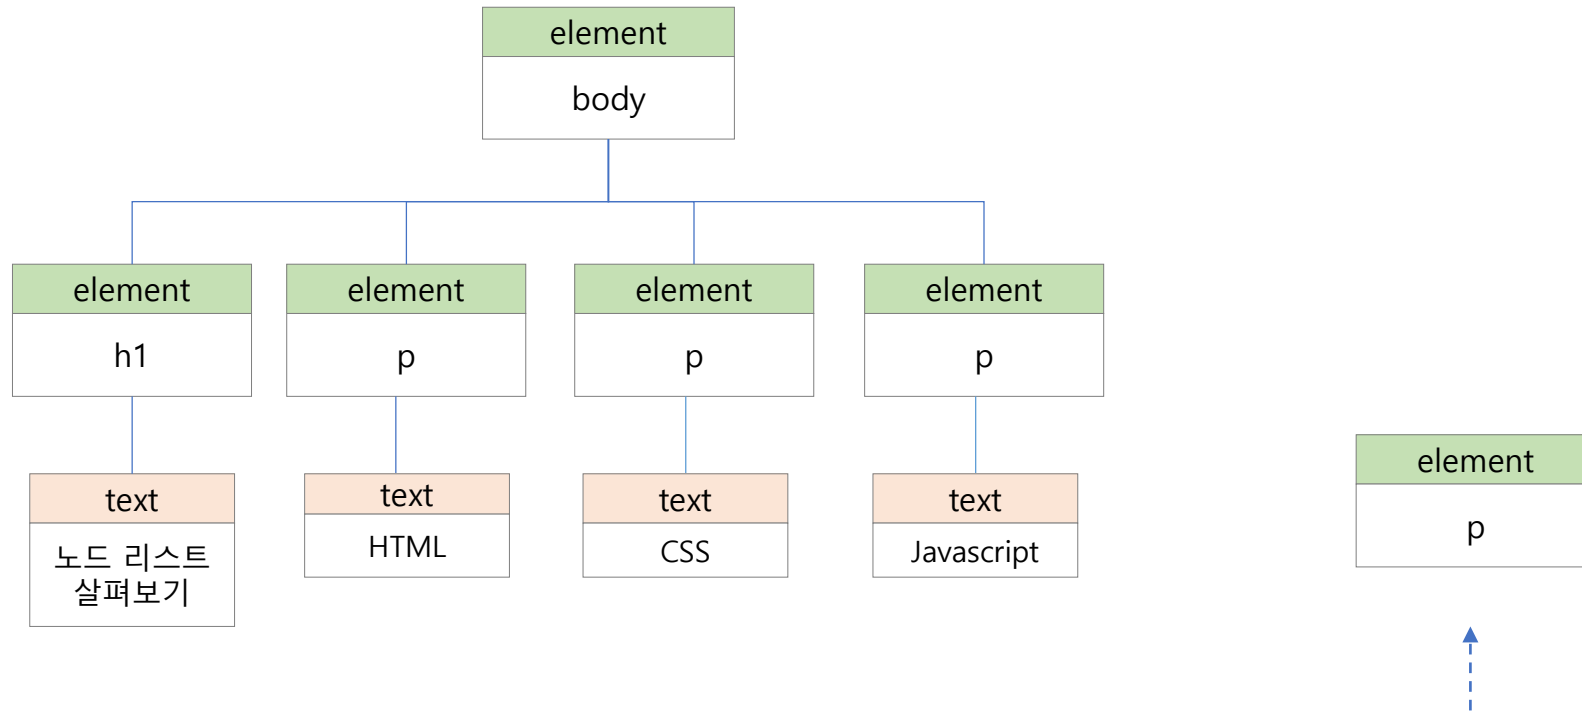 element
body
element
h1
element
p
element
p
element
p
text
노드 리스트
살펴보기
text
HTML
text
CSS
text
Javascript
element
p